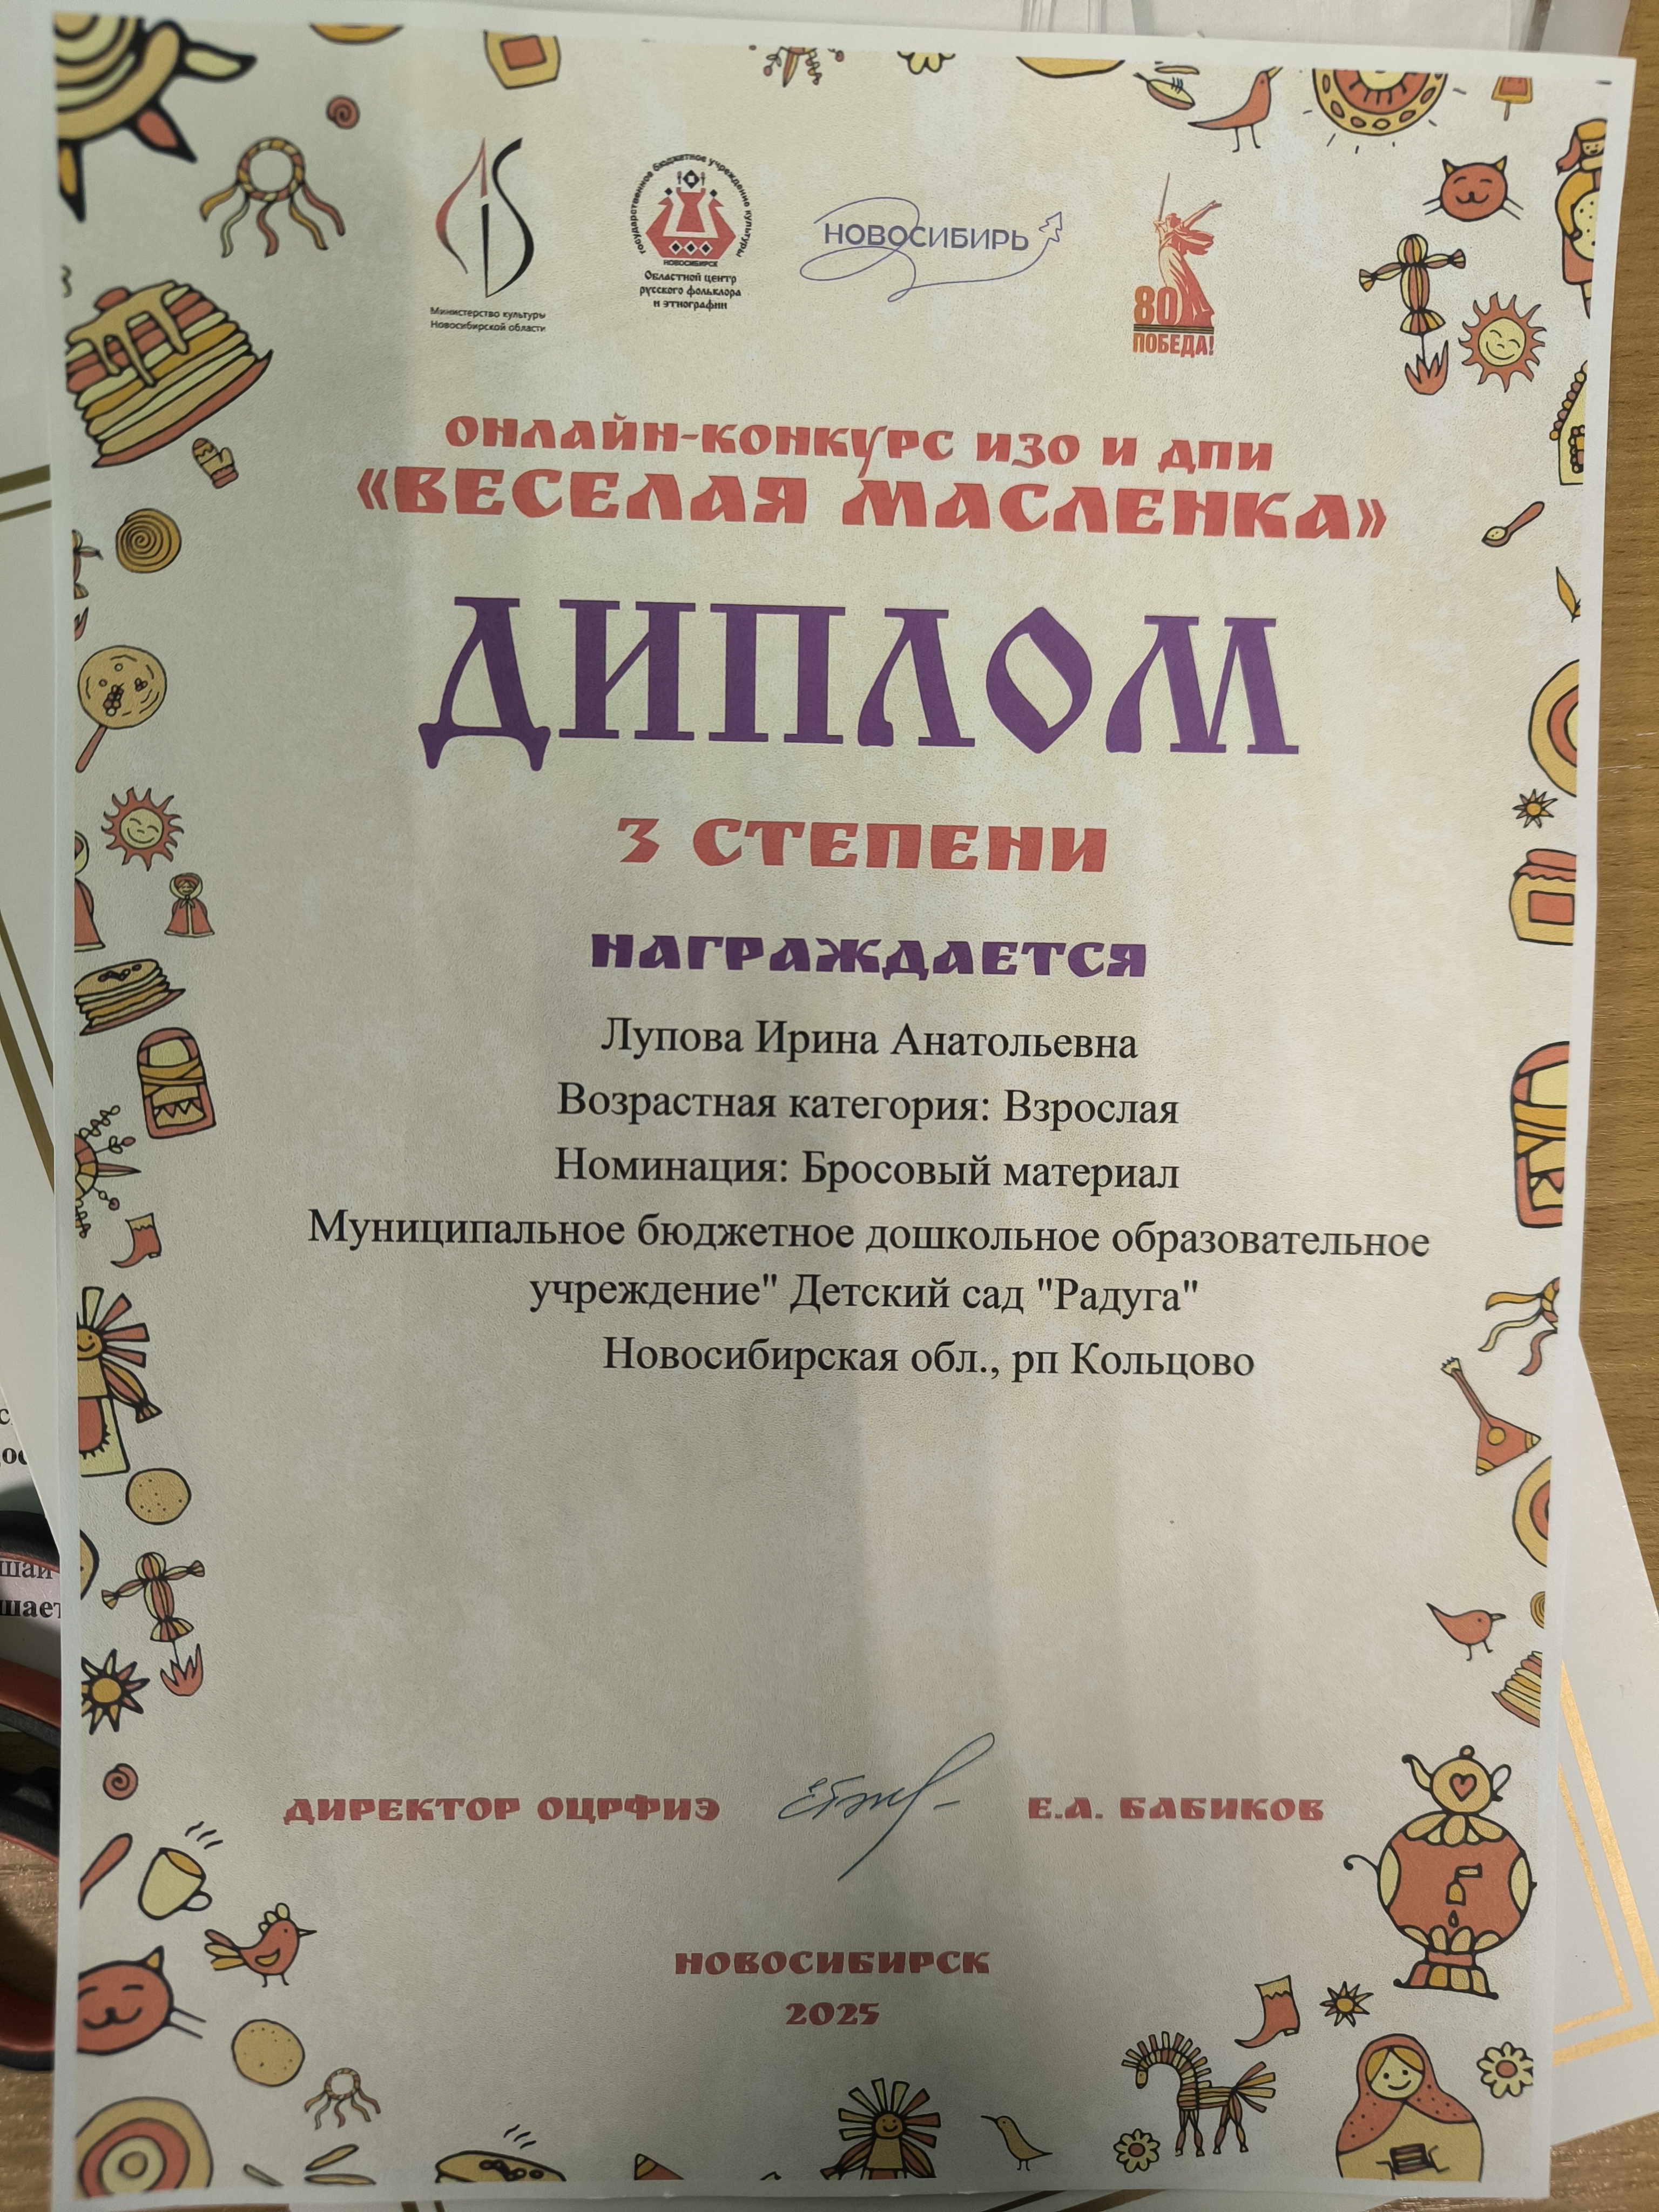 Министерство культуры
Новосибирской области
государственное бюджетное учреждение культуры
НОВОСИБИРСК
Областной центр
русского фольклора
и этнографии
НОВОСИБИРЬ
80
ПОБЕДА!
ОНЛАЙН-КОНКУРС ИЗО И ДПИ
«ВЕСЕЛАЯ МАСЛЕНКА»
ДИПЛОМ
3 СТЕПЕНИ
НАГРАЖДАЕТСЯ
Лупова Ирина Анатольевна
Возрастная категория: Взрослая
Номинация: Бросовый материал
Муниципальное бюджетное дошкольное образовательное
учреждение" Детский сад "Радуга"
Новосибирская обл., рп Кольцово
ДИРЕКТОР ОЦРФИЭ Е.А. БАБИКОВ
НОВОСИБИРСК
2025